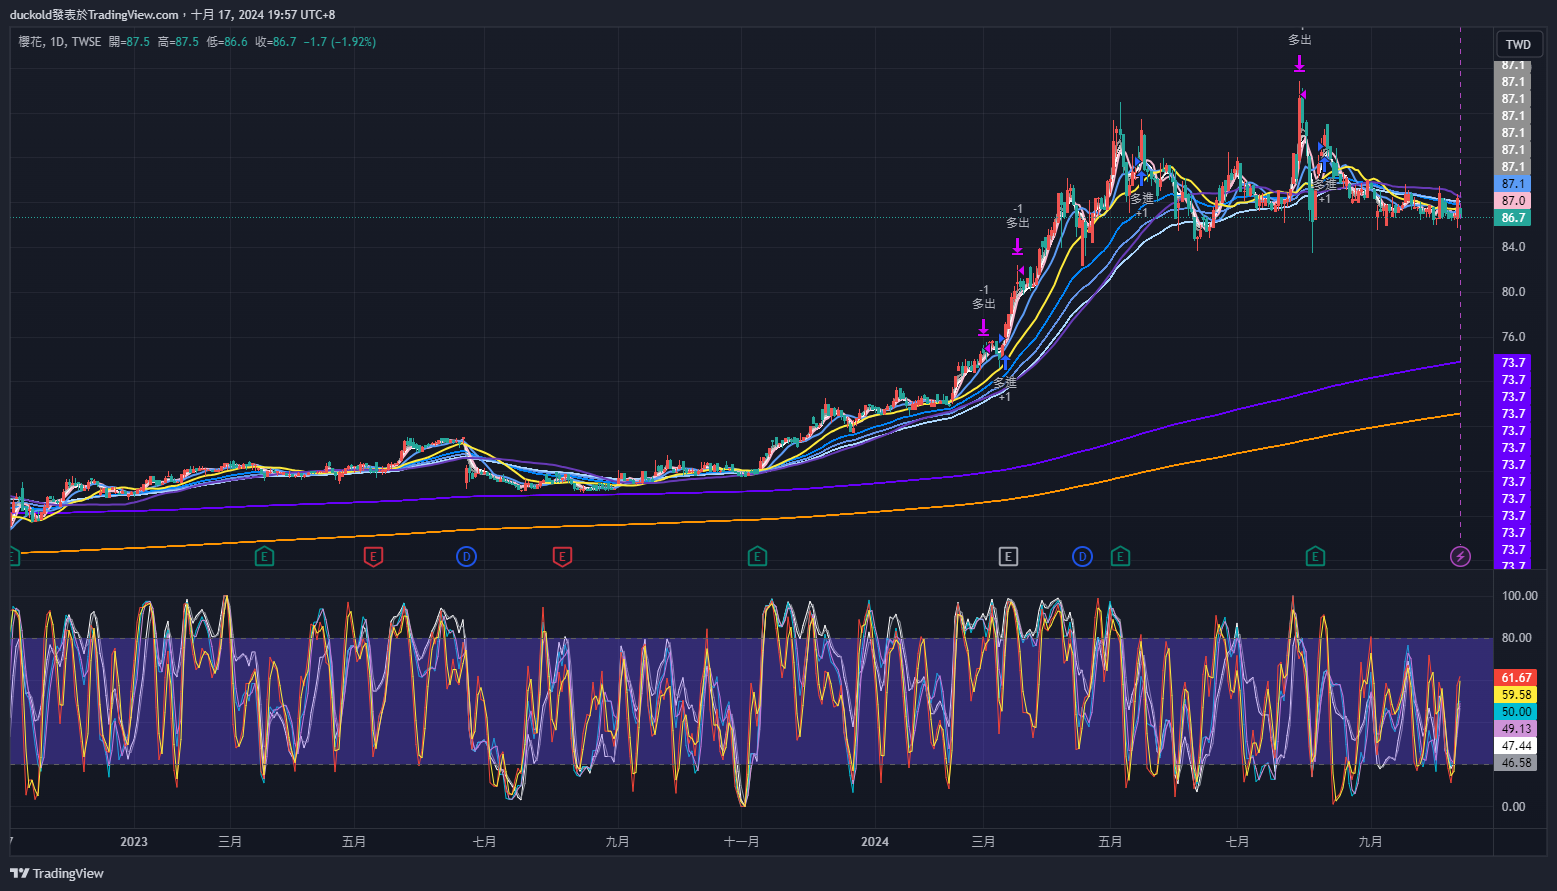 duckold發表於TradingView.com，十月 17, 2024 19:57 UTC+8
櫻花, 1D, TWSE 開=87.5 高=87.5 低=86.6 收=86.7 −1.7 (−1.92%)
TWD
87.1
87.1
87.1
87.1
87.1
87.1
87.1
87.1
87.0
86.7
84.0
80.0
76.0
73.7
73.7
73.7
73.7
73.7
73.7
73.7
73.7
73.7
73.7
73.7
73.7
73.7
多出
-1
多出
-1
多出
多進
+1
多進
+1
多進
+1
E
E
E
D
E
E
E
D
E
E
100.00
80.00
61.67
59.58
50.00
49.13
47.44
46.58
0.00
2023
三月
五月
七月
九月
十一月
2024
三月
五月
七月
九月
TradingView